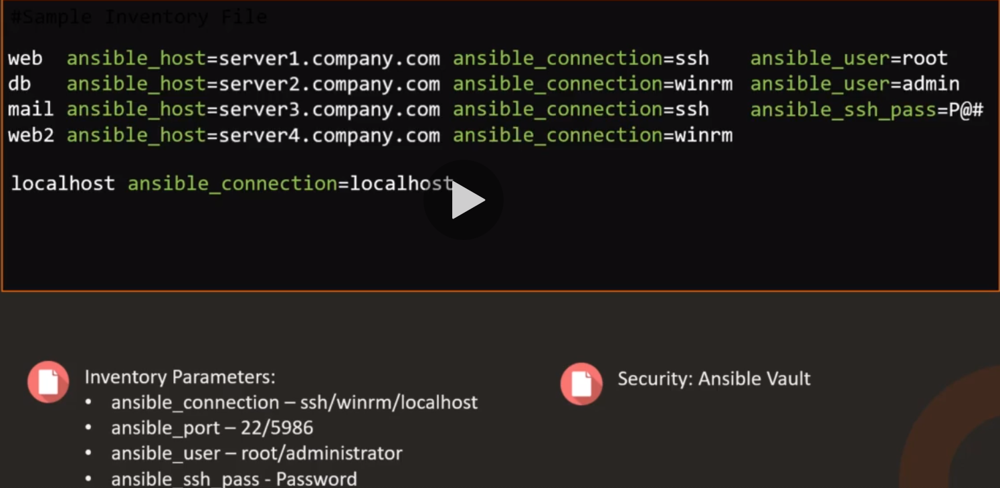 #Sample Inventory File
web ansible_host=server1.company.com ansible_connection=ssh ansible_user=root
db ansible_host=server2.company.com ansible_connection=winrm ansible_user=admin
mail ansible_host=server3.company.com ansible_connection=ssh ansible_ssh_pass=P@#
web2 ansible_host=server4.company.com ansible_connection=winrm
localhost ansible_connection=localhost
Inventory Parameters:
• ansible_connection – ssh/winrm/localhost
• ansible_port – 22/5986
• ansible_user – root/administrator
• ansible_ssh_pass - Password
Security: Ansible Vault